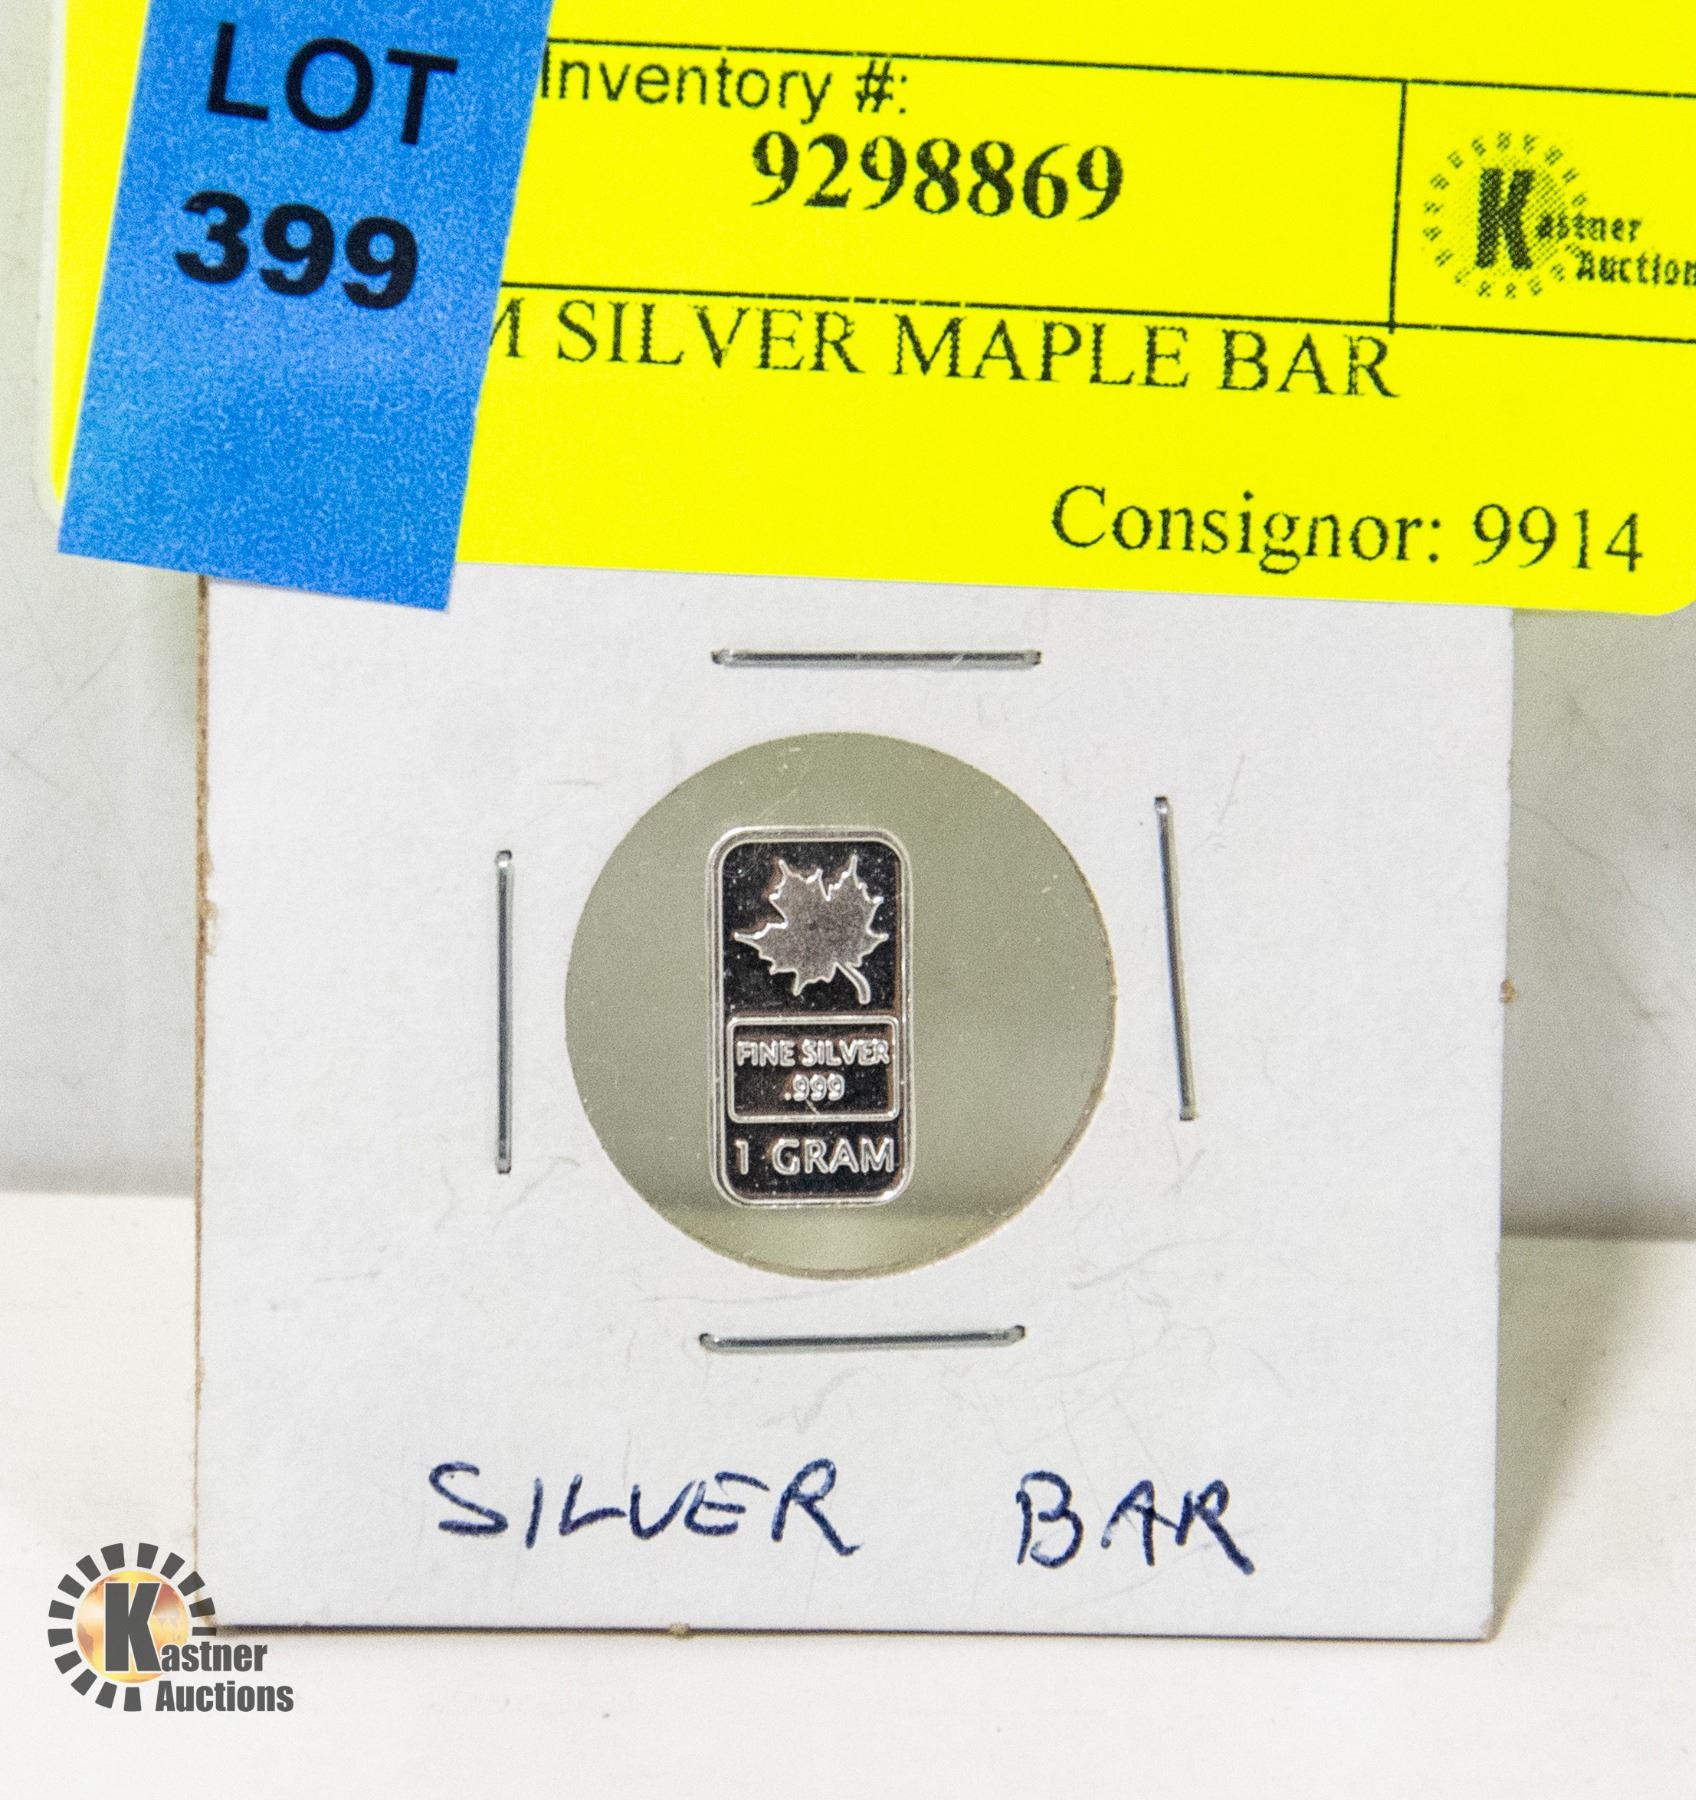 LOT
399
Inventory #:
9298869
Kastner
Auction
M SILVER MAPLE BAR
Consignor: 9914
FINE SILVER
.999
1 GRAM
SILVER BAR
Kastner
Auctions